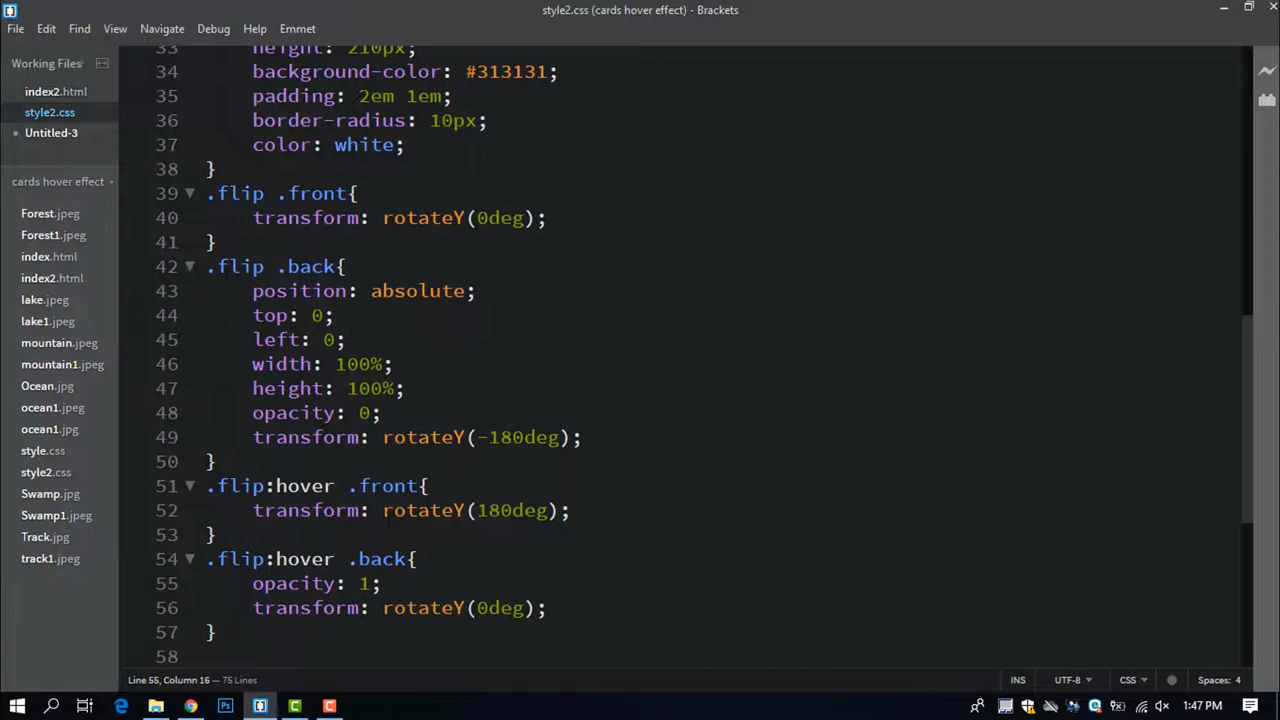 style2.css (cards hover effect) - Brackets
File Edit Find View Navigate Debug Help Emmet
Working Files
index2.html
style2.css
Untitled-3
cards hover effect
Forest.jpeg
Forest1.jpeg
index.html
index2.html
lake.jpeg
lake1.jpeg
mountain.jpeg
mountain1.jpeg
Ocean.jpg
ocean1.jpeg
ocean1.jpg
style.css
style2.css
Swamp.jpg
Swamp1.jpeg
Track.jpg
track1.jpeg
33 height: 210px;
34 background-color: #313131;
35 padding: 2em 1em;
36 border-radius: 10px;
37 color: white;
38 }
39 .flip .front{
40 transform: rotateY(0deg);
41 }
42 .flip .back{
43 position: absolute;
44 top: 0;
45 left: 0;
46 width: 100%;
47 height: 100%;
48 opacity: 0;
49 transform: rotateY(-180deg);
50 }
51 .flip:hover .front{
52 transform: rotateY(180deg);
53 }
54 .flip:hover .back{
55 opacity: 1;
56 transform: rotateY(0deg);
57 }
58
Line 55, Column 16 — 75 Lines
INS UTF-8 CSS Spaces: 4
1:47 PM